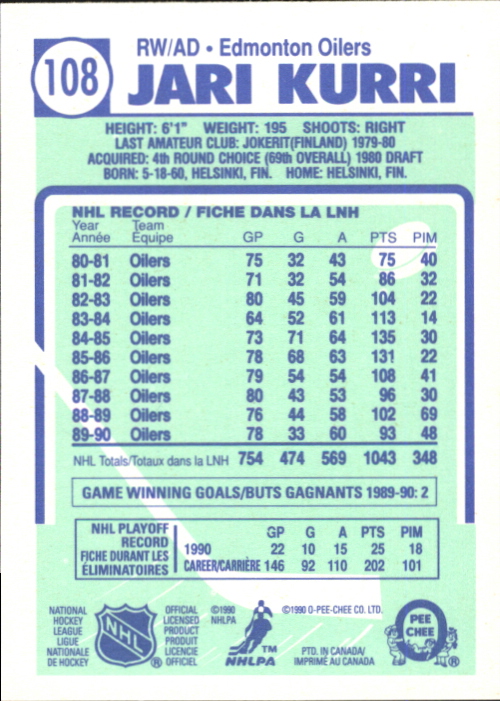 108
RW/AD • Edmonton Oilers
JARI KURRI
HEIGHT: 6'1" WEIGHT: 195 SHOOTS: RIGHT
LAST AMATEUR CLUB: JOKERIT(FINLAND) 1979-80
ACQUIRED: 4th ROUND CHOICE (69th OVERALL) 1980 DRAFT
BORN: 5-18-60, HELSINKI, FIN. HOME: HELSINKI, FIN.
NHL RECORD / FICHE DANS LA LNH
Year Team
Année Équipe GP G A PTS PIM
80-81 Oilers 75 32 43 75 40
81-82 Oilers 71 32 54 86 32
82-83 Oilers 80 45 59 104 22
83-84 Oilers 64 52 61 113 14
84-85 Oilers 73 71 64 135 30
85-86 Oilers 78 68 63 131 22
86-87 Oilers 79 54 54 108 41
87-88 Oilers 80 43 53 96 30
88-89 Oilers 76 44 58 102 69
89-90 Oilers 78 33 60 93 48
NHL Totals/Totaux dans la LNH 754 474 569 1043 348
GAME WINNING GOALS/BUTS GAGNANTS 1989-90: 2
NHL PLAYOFF
RECORD
FICHE DURANT LES
ÉLIMINATOIRES
GP G A PTS PIM
1990 22 10 15 25 18
CAREER/CARRIÈRE 146 92 110 202 101
NATIONAL
HOCKEY
LEAGUE
LIGUE
NATIONALE
DE HOCKEY
NHL
®
OFFICIAL
LICENSED
PRODUCT
PRODUIT
LICENCIE
OFFICIEL
©1990
NHLPA
TM
NHLPA
©1990 O-PEE-CHEE CO. LTD.
PTD. IN CANADA/
IMPRIMÉ AU CANADA
O
PEE
CHEE
®